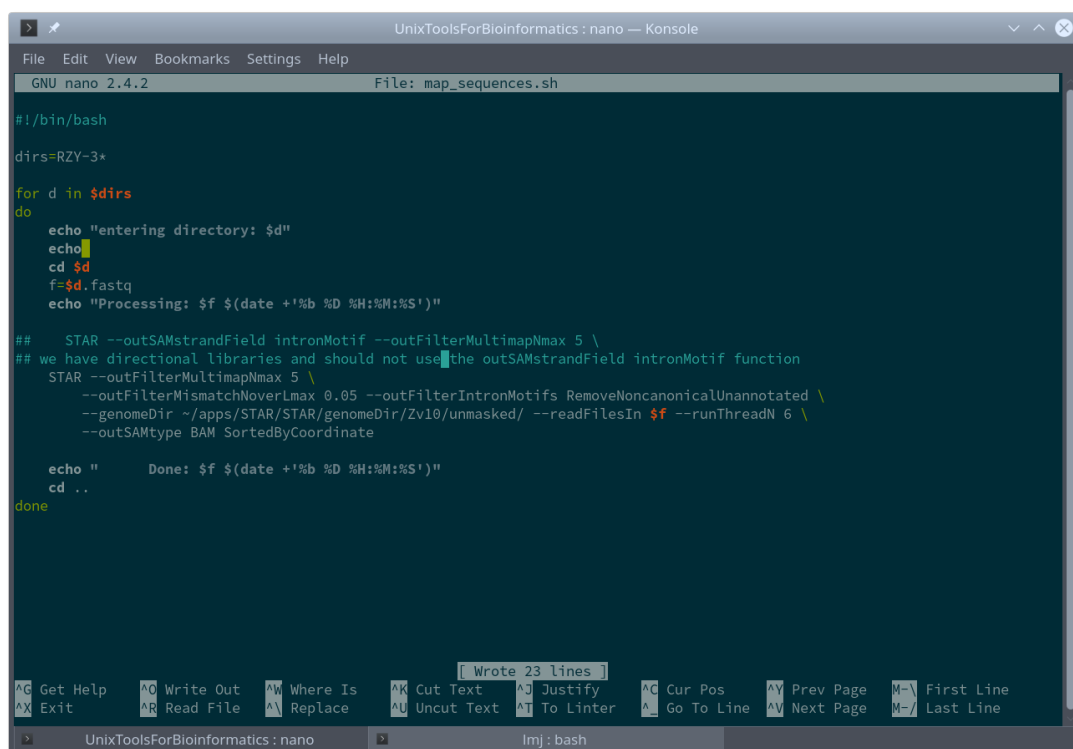 UnixToolsForBioinformatics : nano — Konsole
File Edit View Bookmarks Settings Help
GNU nano 2.4.2 File: map_sequences.sh
#!/bin/bash
dirs=RZY-3*
for d in $dirs
do
    echo "entering directory: $d"
    echo
    cd $d
    f=$d.fastq
    echo "Processing: $f $(date +'%b %D %H:%M:%S')"
##    STAR --outSAMstrandField intronMotif --outFilterMultimapNmax 5 \
## we have directional libraries and should not use the outSAMstrandField intronMotif function
    STAR --outFilterMultimapNmax 5 \
        --outFilterMismatchNoverLmax 0.05 --outFilterIntronMotifs RemoveNoncanonicalUnannotated \
        --genomeDir ~/apps/STAR/STAR/genomeDir/Zv10/unmasked/ --readFilesIn $f --runThreadN 6 \
        --outSAMtype BAM SortedByCoordinate
    echo "      Done: $f $(date +'%b %D %H:%M:%S')"
    cd ..
done
[ Wrote 23 lines ]
^G Get Help ^O Write Out ^W Where Is ^K Cut Text ^J Justify ^C Cur Pos ^Y Prev Page M-\ First Line
^X Exit ^R Read File ^\ Replace ^U Uncut Text ^T To Linter ^_ Go To Line ^V Next Page M-/ Last Line
UnixToolsForBioinformatics : nano lmj : bash